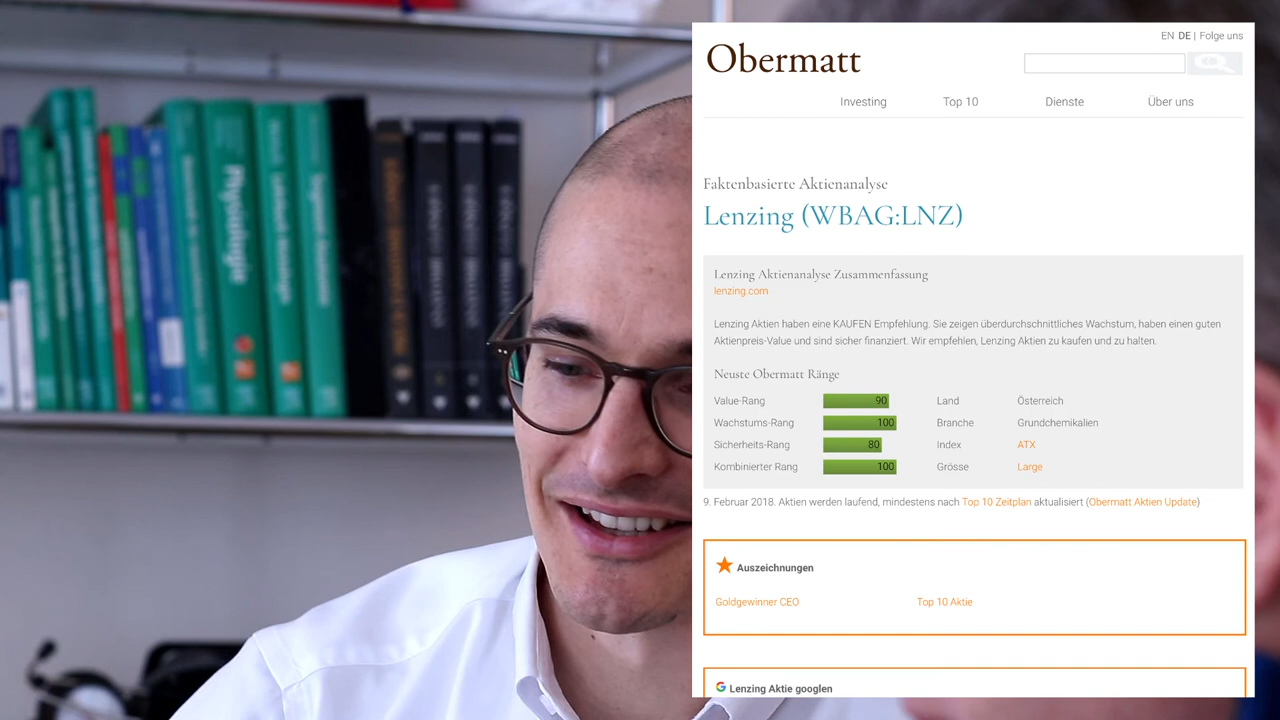 EN DE | Folge uns
Obermatt
Investing Top 10 Dienste Über uns
Faktenbasierte Aktienanalyse
Lenzing (WBAG:LNZ)
Lenzing Aktienanalyse Zusammenfassung
lenzing.com
Lenzing Aktien haben eine KAUFEN Empfehlung. Sie zeigen überdurchschnittliches Wachstum, haben einen guten
Aktienpreis-Value und sind sicher finanziert. Wir empfehlen, Lenzing Aktien zu kaufen und zu halten.
Neuste Obermatt Ränge
Value-Rang 90 Land Österreich
Wachstums-Rang 100 Branche Grundchemikalien
Sicherheits-Rang 80 Index ATX
Kombinierter Rang 100 Grösse Large
9. Februar 2018. Aktien werden laufend, mindestens nach Top 10 Zeitplan aktualisiert (Obermatt Aktien Update)
Auszeichnungen
Goldgewinner CEO Top 10 Aktie
Lenzing Aktie googlen
Physiologie